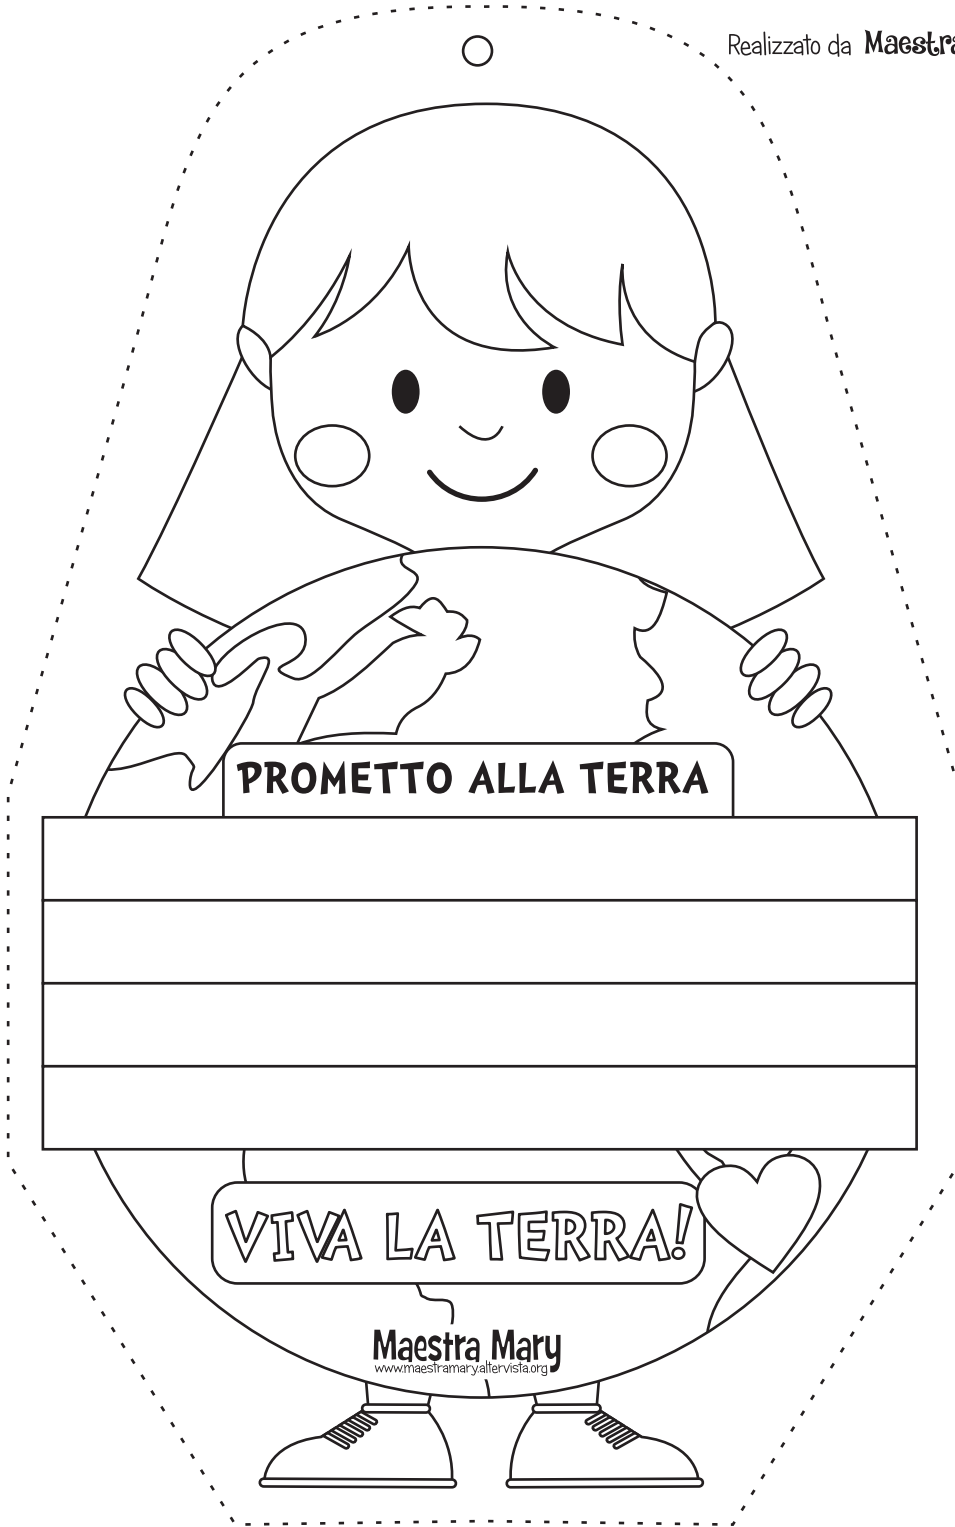 Realizzato da Maestra
PROMETTO ALLA TERRA
VIVA LA TERRA!
Maestra Mary
www.maestramary.altervista.org